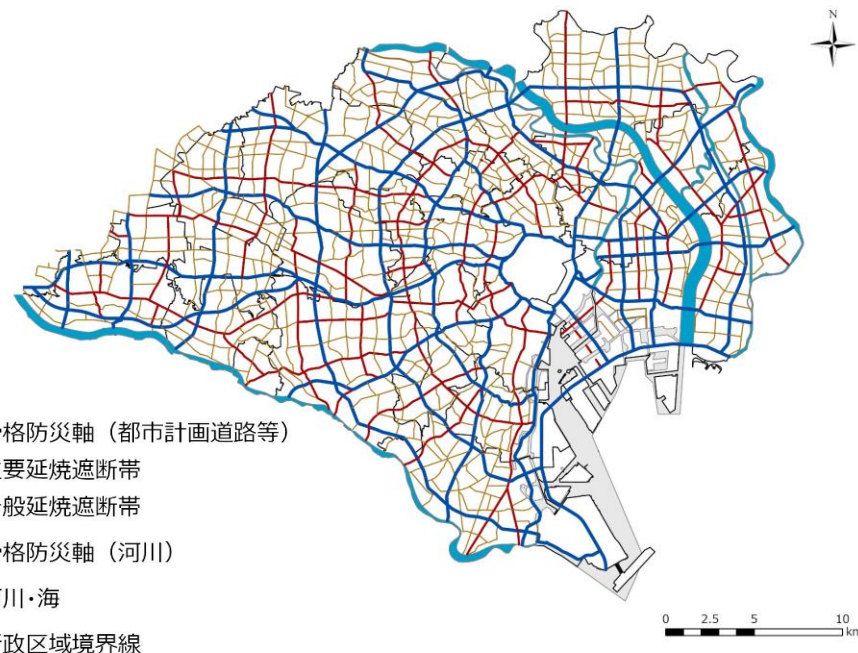 N
格防災軸（都市計画道路等）
要延焼遮断帯
般延焼遮断帯
格防災軸（河川）
川・海
政区域境界線
0 2.5 5 10
km